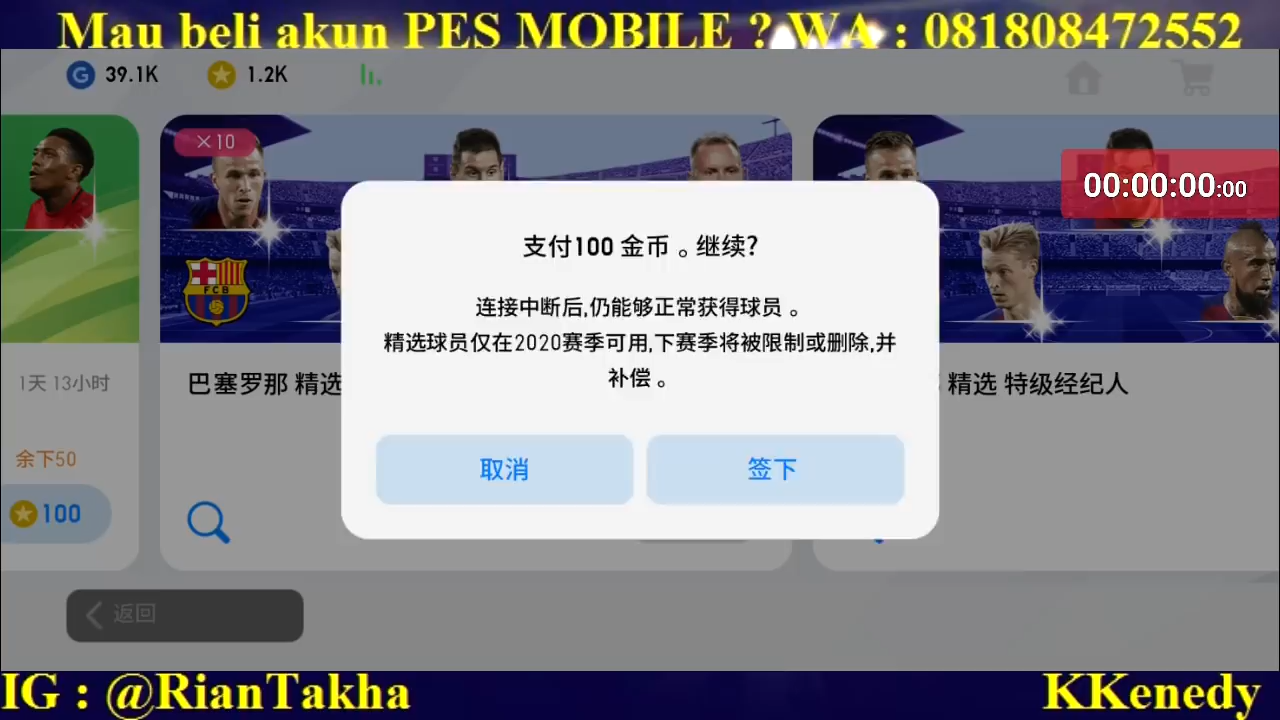 Mau beli akun PES MOBILE ? WA : 081808472552
39.1K
1.2K
×10
00:00:00:00
支付100 金币 。继续?
连接中断后,仍能够正常获得球员 。
精选球员仅在2020赛季可用,下赛季将被限制或删除,并
补偿 。
取消
签下
FCB
1天 13小时
巴塞罗那 精选
精选 特级经纪人
余下50
100
返回
IG : @RianTakha
KKenedy